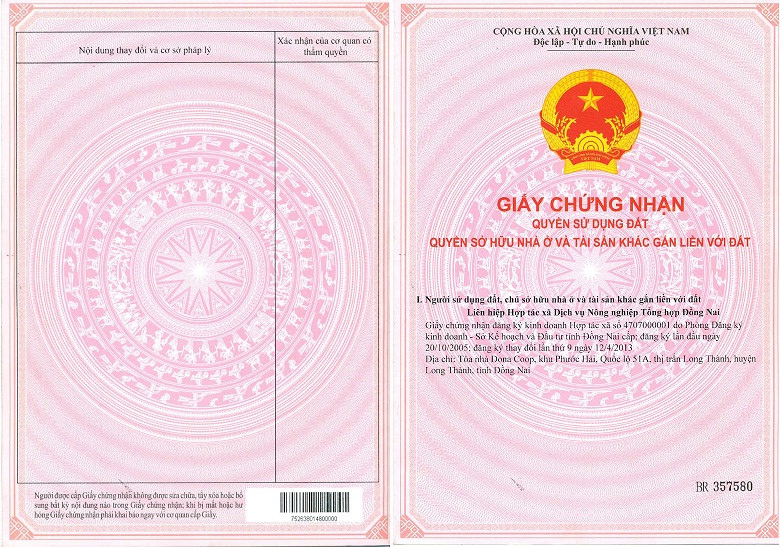 Nội dung thay đổi và cơ sở pháp lý
Xác nhận của cơ quan có
thẩm quyền
Người được cấp Giấy chứng nhận không được sửa chữa, tẩy xóa hoặc bổ
sung bất kỳ nội dung nào trong Giấy chứng nhận; khi bị mất hoặc hư
hỏng Giấy chứng nhận phải khai báo ngay với cơ quan cấp Giấy.
752638014800000
CỘNG HÒA XÃ HỘI CHỦ NGHĨA VIỆT NAM
Độc lập - Tự do - Hạnh phúc
VIỆT NAM
GIẤY CHỨNG NHẬN
QUYỀN SỬ DỤNG ĐẤT
QUYỀN SỞ HỮU NHÀ Ở VÀ TÀI SẢN KHÁC GẮN LIỀN VỚI ĐẤT
I. Người sử dụng đất, chủ sở hữu nhà ở và tài sản khác gắn liền với đất
Liên hiệp Hợp tác xã Dịch vụ Nông nghiệp Tổng hợp Đồng Nai
Giấy chứng nhận đăng ký kinh doanh Hợp tác xã số 4707000001 do Phòng Đăng ký
kinh doanh - Sở Kế hoạch và Đầu tư tỉnh Đồng Nai cấp; đăng ký lần đầu ngày
20/10/2005; đăng ký thay đổi lần thứ 9 ngày 12/4/2013
Địa chỉ: Tòa nhà Dona Coop, khu Phước Hải, Quốc lộ 51A, thị trấn Long Thành, huyện
Long Thành, tỉnh Đồng Nai
BR 357580